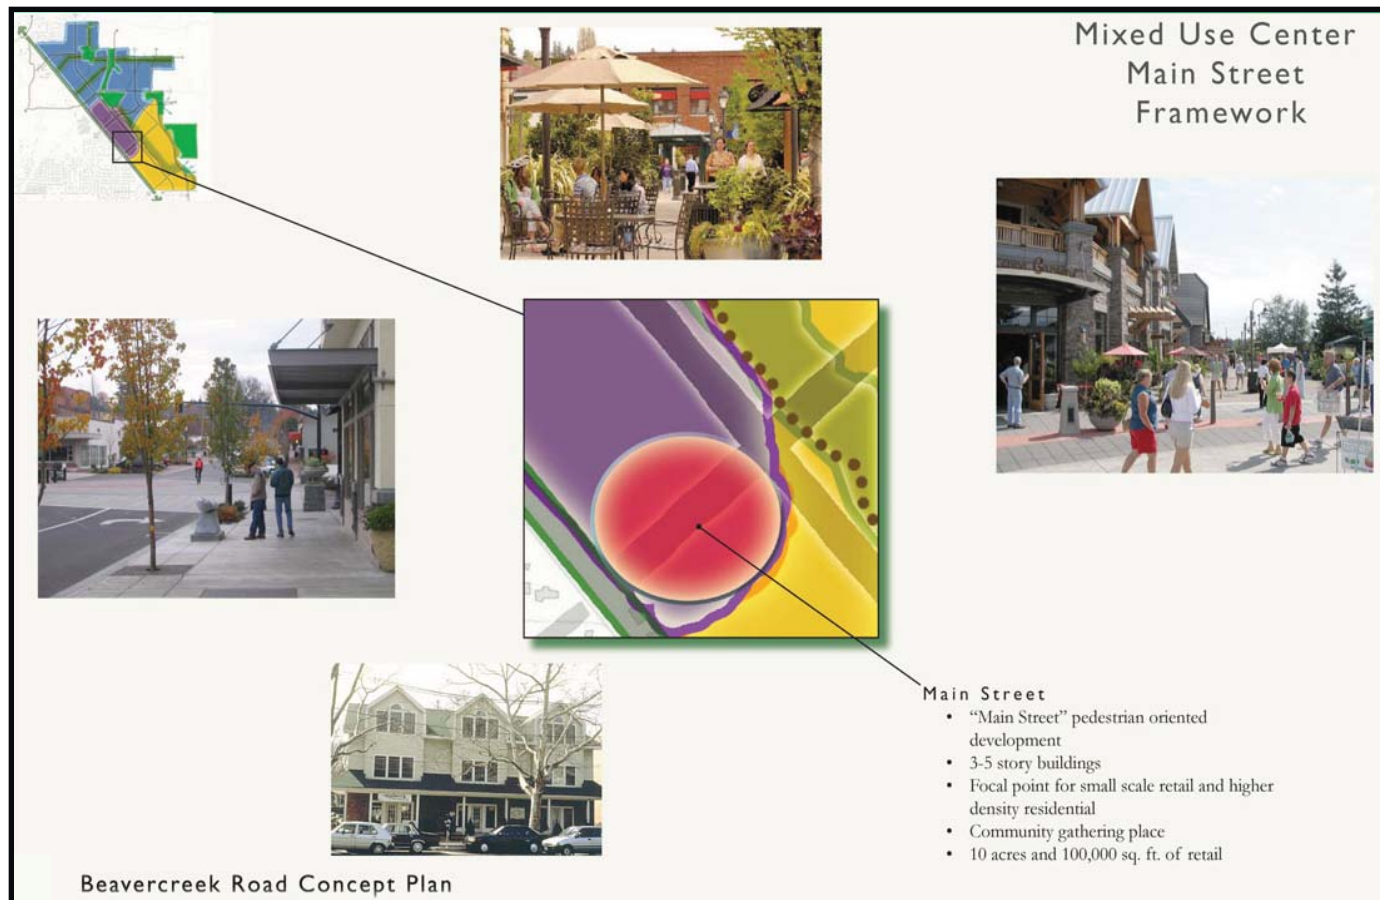 Mixed Use Center
Main Street
Framework
Main Street
• “Main Street” pedestrian oriented
development
• 3-5 story buildings
• Focal point for small scale retail and higher
density residential
• Community gathering place
• 10 acres and 100,000 sq. ft. of retail
Beavercreek Road Concept Plan